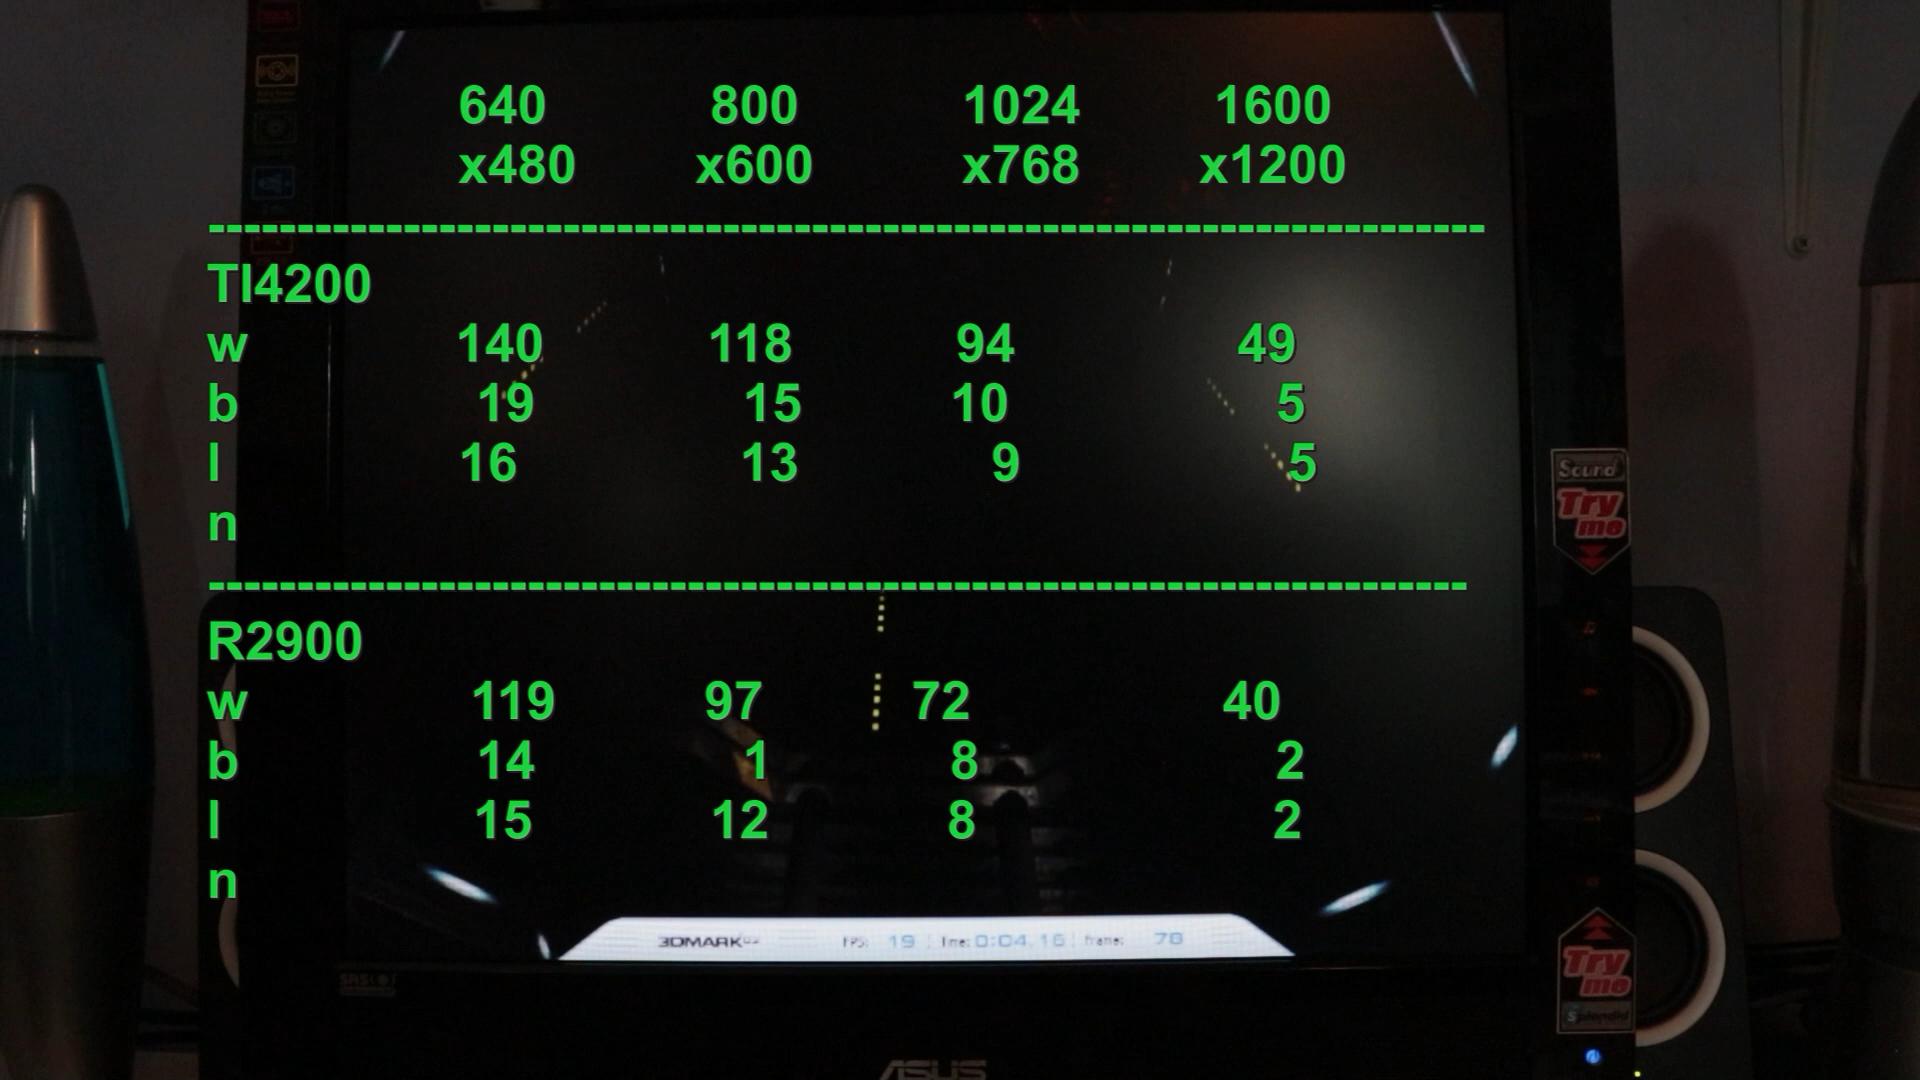 640 800 1024 1600
x480 x600 x768 x1200
------------------------------------------------------------------------
TI4200
w 140 118 94 49
b 19 15 10 5
l 16 13 9 5
n
-----------------------------------------------------------------------
R2900
w 119 97 72 40
b 14 1 8 2
l 15 12 8 2
n
Sound
Try
me
3DMARK03 FPS: 19 Time: 0:04.16 frame: 78
Try
me
Splendid
ASUS